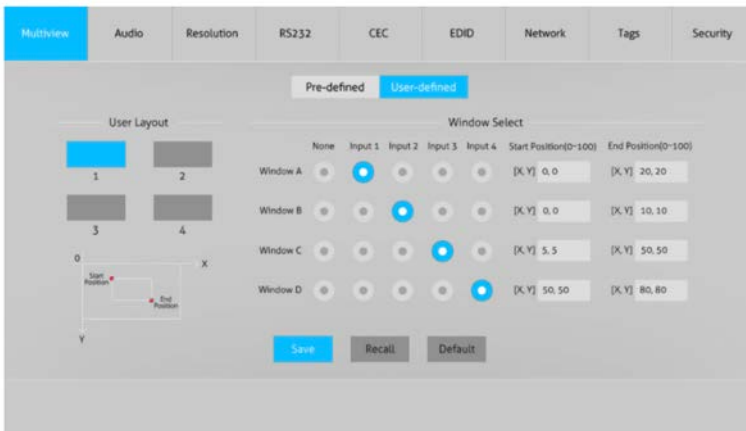 Multiview Audio Resolution RS232 CEC EDID Network Tags Security
Pre-defined User-defined
User Layout
1 2
3 4
0 X
Start
Position
End
Position
Y
Window Select
None Input 1 Input 2 Input 3 Input 4 Start Position(0~100) End Position(0~100)
Window A [X, Y] 0, 0 [X, Y] 20, 20
Window B [X, Y] 0, 0 [X, Y] 10, 10
Window C [X, Y] 5, 5 [X, Y] 50, 50
Window D [X, Y] 50, 50 [X, Y] 80, 80
Save Recall Default